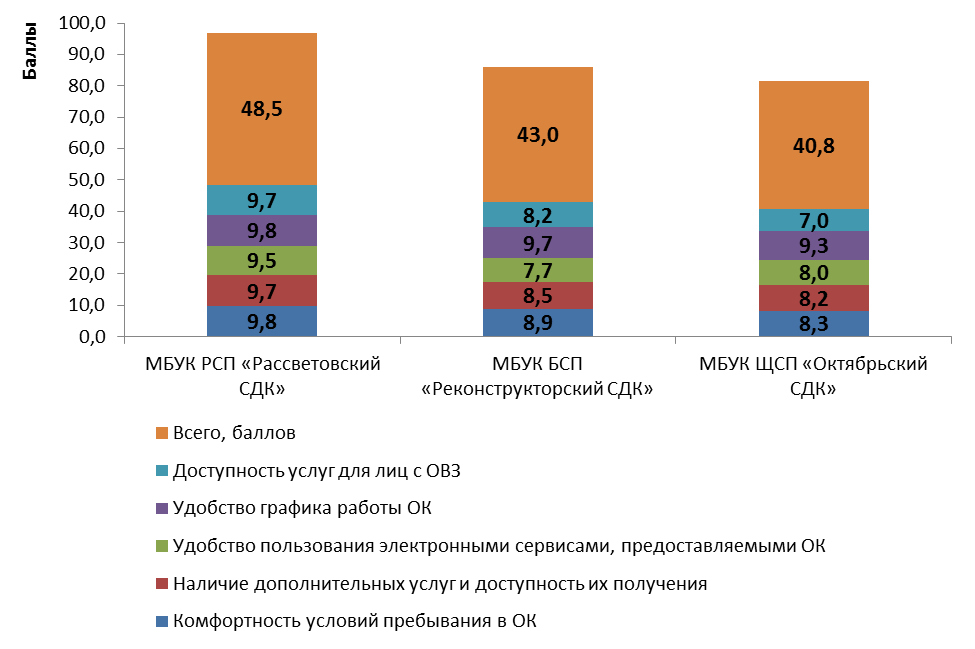 Баллы
100,0
90,0
80,0
70,0
60,0
50,0
40,0
30,0
20,0
10,0
0,0
48,5
9,7
9,8
9,5
9,7
9,8
43,0
8,2
9,7
7,7
8,5
8,9
40,8
7,0
9,3
8,0
8,2
8,3
МБУК РСП «Рассветовский
СДК»
МБУК БСП
«Реконструкторский СДК»
МБУК ЩСП «Октябрьский
СДК»
Всего, баллов
Доступность услуг для лиц с ОВЗ
Удобство графика работы ОК
Удобство пользования электронными сервисами, предоставляемыми ОК
Наличие дополнительных услуг и доступность их получения
Комфортность условий пребывания в ОК